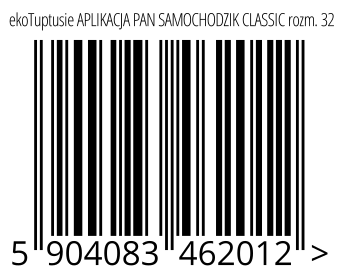 ekoTuptusie APLIKACJA PAN SAMOCHODZIK CLASSIC rozm. 32
5 904083 462012 >